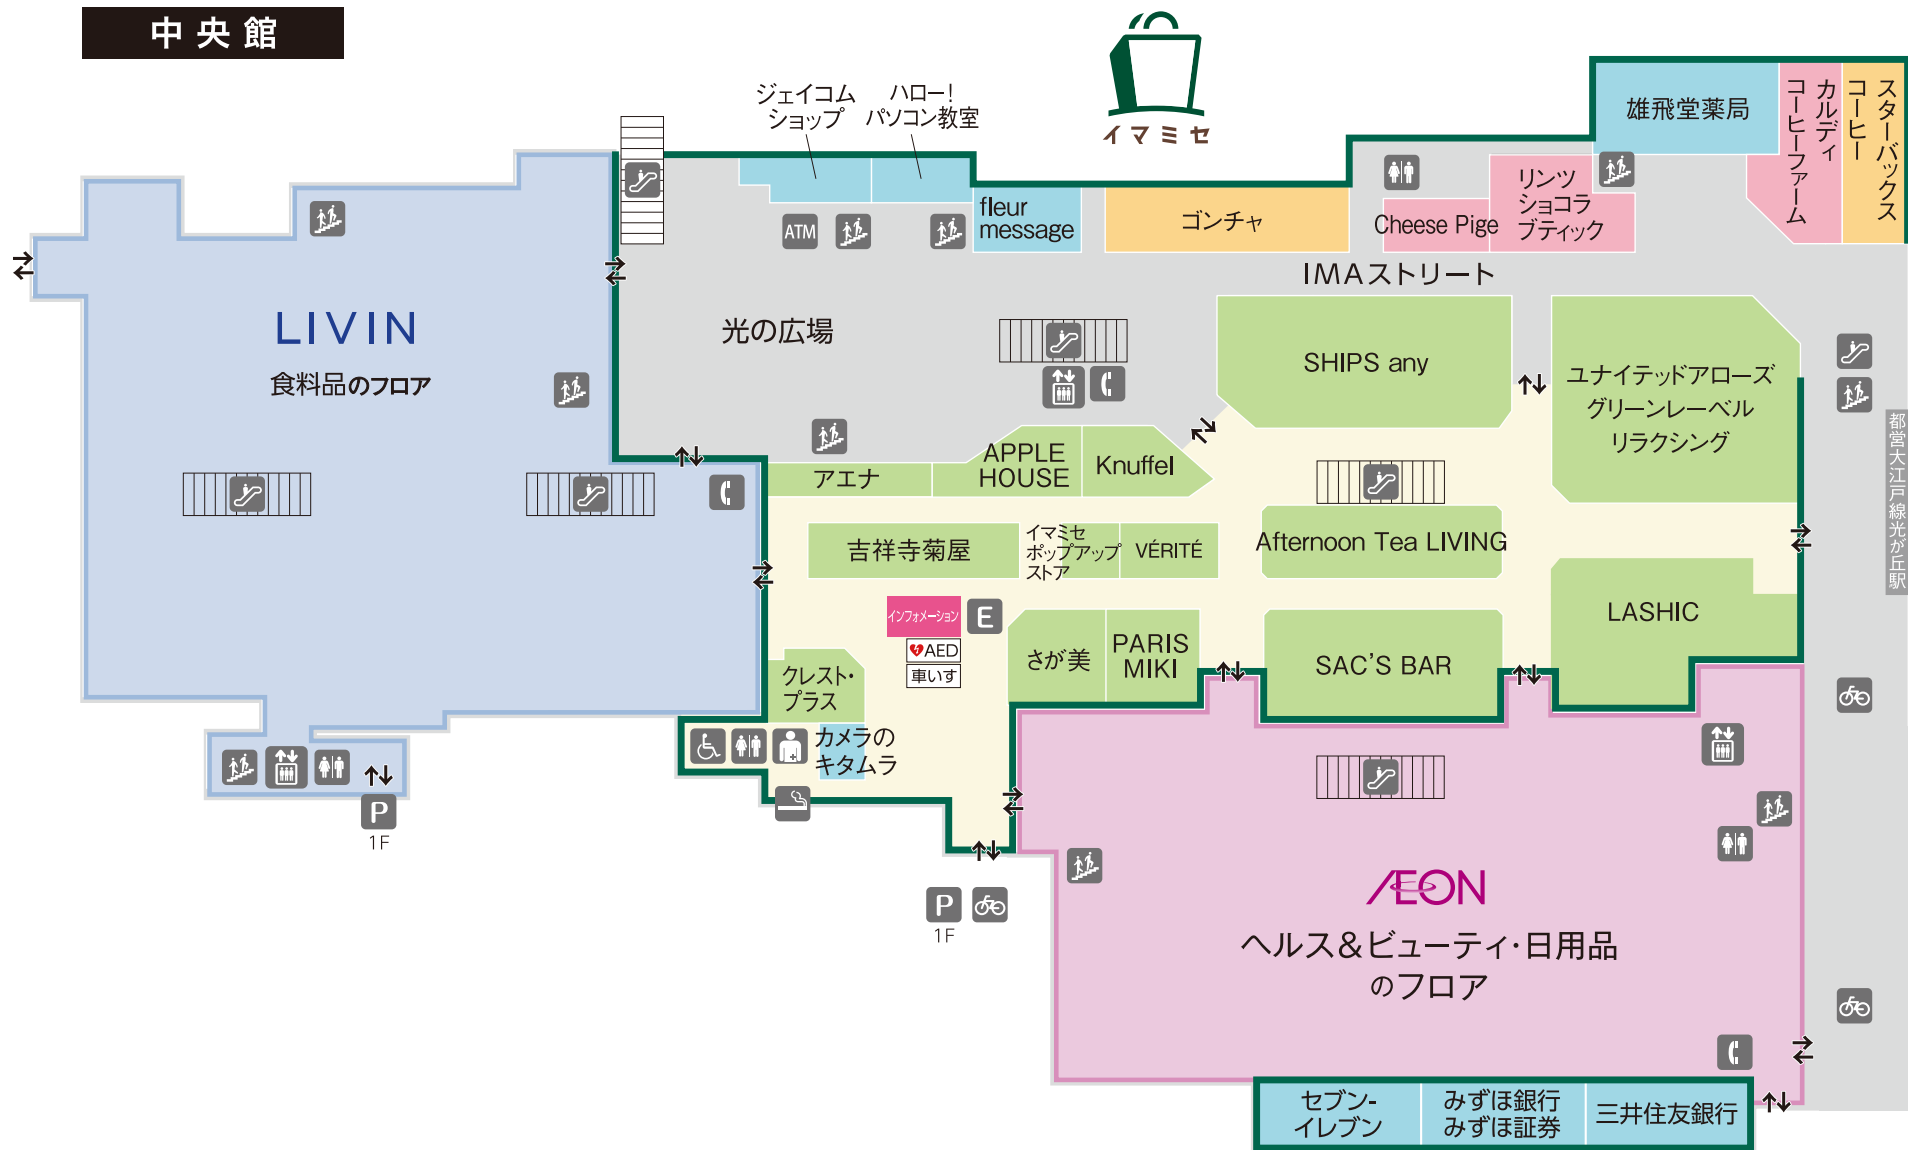 中央館
イマミセ
ジェイコム
ショップ
ハロー!
パソコン教室
雄飛堂薬局
カルディ
コーヒーファーム
スターバックス
コーヒー
fleur
message
ゴンチャ
Cheese Pige
リンツ
ショコラ
ブティック
ATM
IMAストリート
LIVIN
食料品のフロア
光の広場
SHIPS any
ユナイテッドアローズ
グリーンレーベル
リラクシング
都営大江戸線光が丘駅
アエナ
APPLE
HOUSE
Knuffel
吉祥寺菊屋
イマミセ
ポップアップ
ストア
VÉRITÉ
Afternoon Tea LIVING
インフォメーション
E
AED
車いす
さが美
PARIS
MIKI
SAC'S BAR
LASHIC
クレスト・
プラス
カメラの
キタムラ
P
1F
P
1F
ÆON
ヘルス&ビューティ・日用品
のフロア
セブン-
イレブン
みずほ銀行
みずほ証券
三井住友銀行